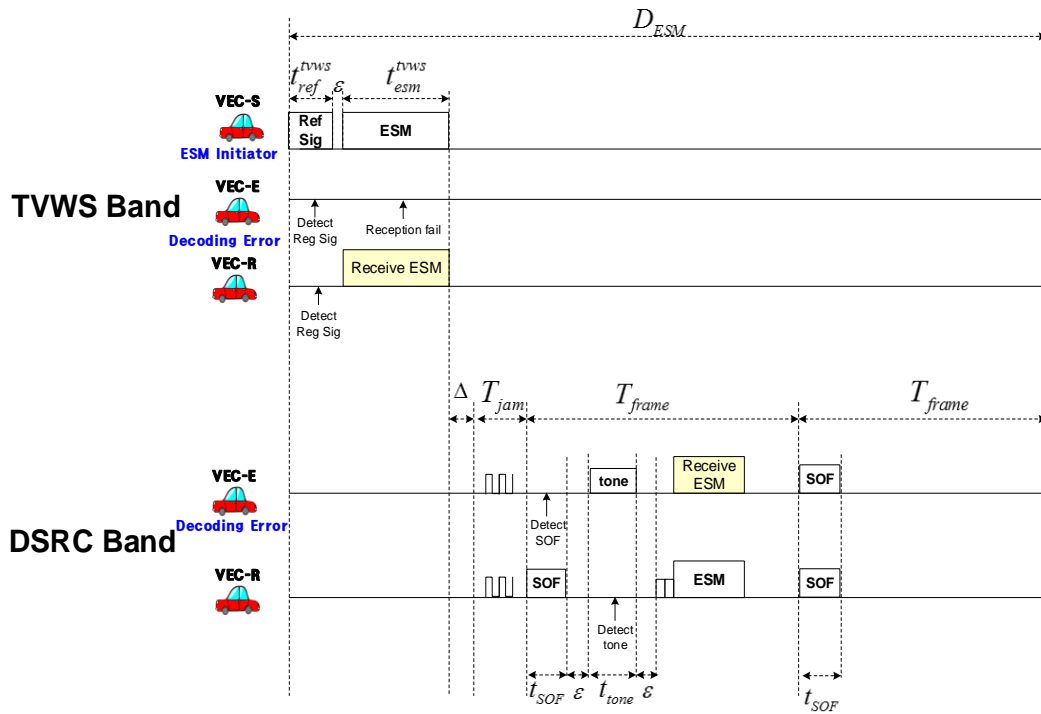 D_ESM
t_ref^tvws ε t_esm^tvws
VEC-S
Ref
Sig
ESM
ESM Initiator
TVWS Band
VEC-E
Detect
Reg Sig
Reception fail
Decoding Error
VEC-R
Receive ESM
Detect
Reg Sig
Δ T_jam T_frame T_frame
DSRC Band
VEC-E
tone
Receive
ESM
SOF
Decoding Error
Detect
SOF
VEC-R
SOF
ESM
SOF
Detect
tone
t_SOF ε t_tone ε t_SOF